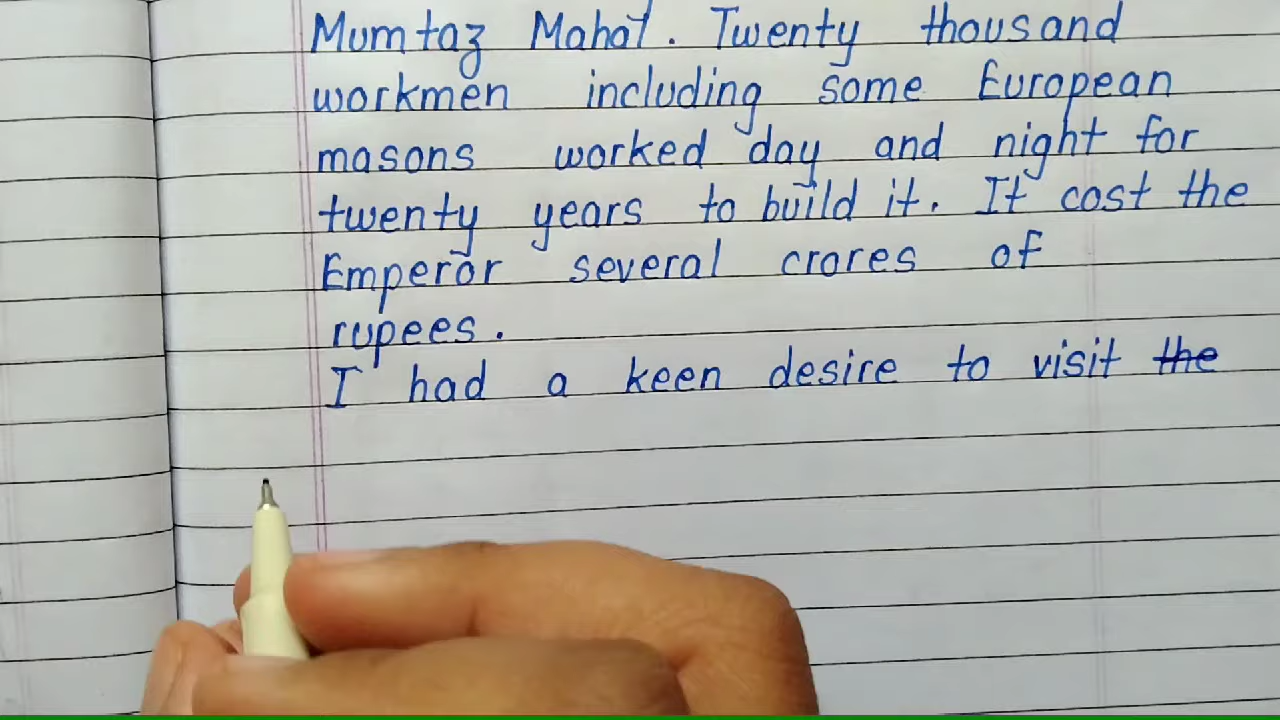 Mumtaz Mahal. Twenty thousand
workmen including some European
masons worked day and night for
twenty years to build it. It cost the
Emperor several crores of
rupees.
I had a keen desire to visit the